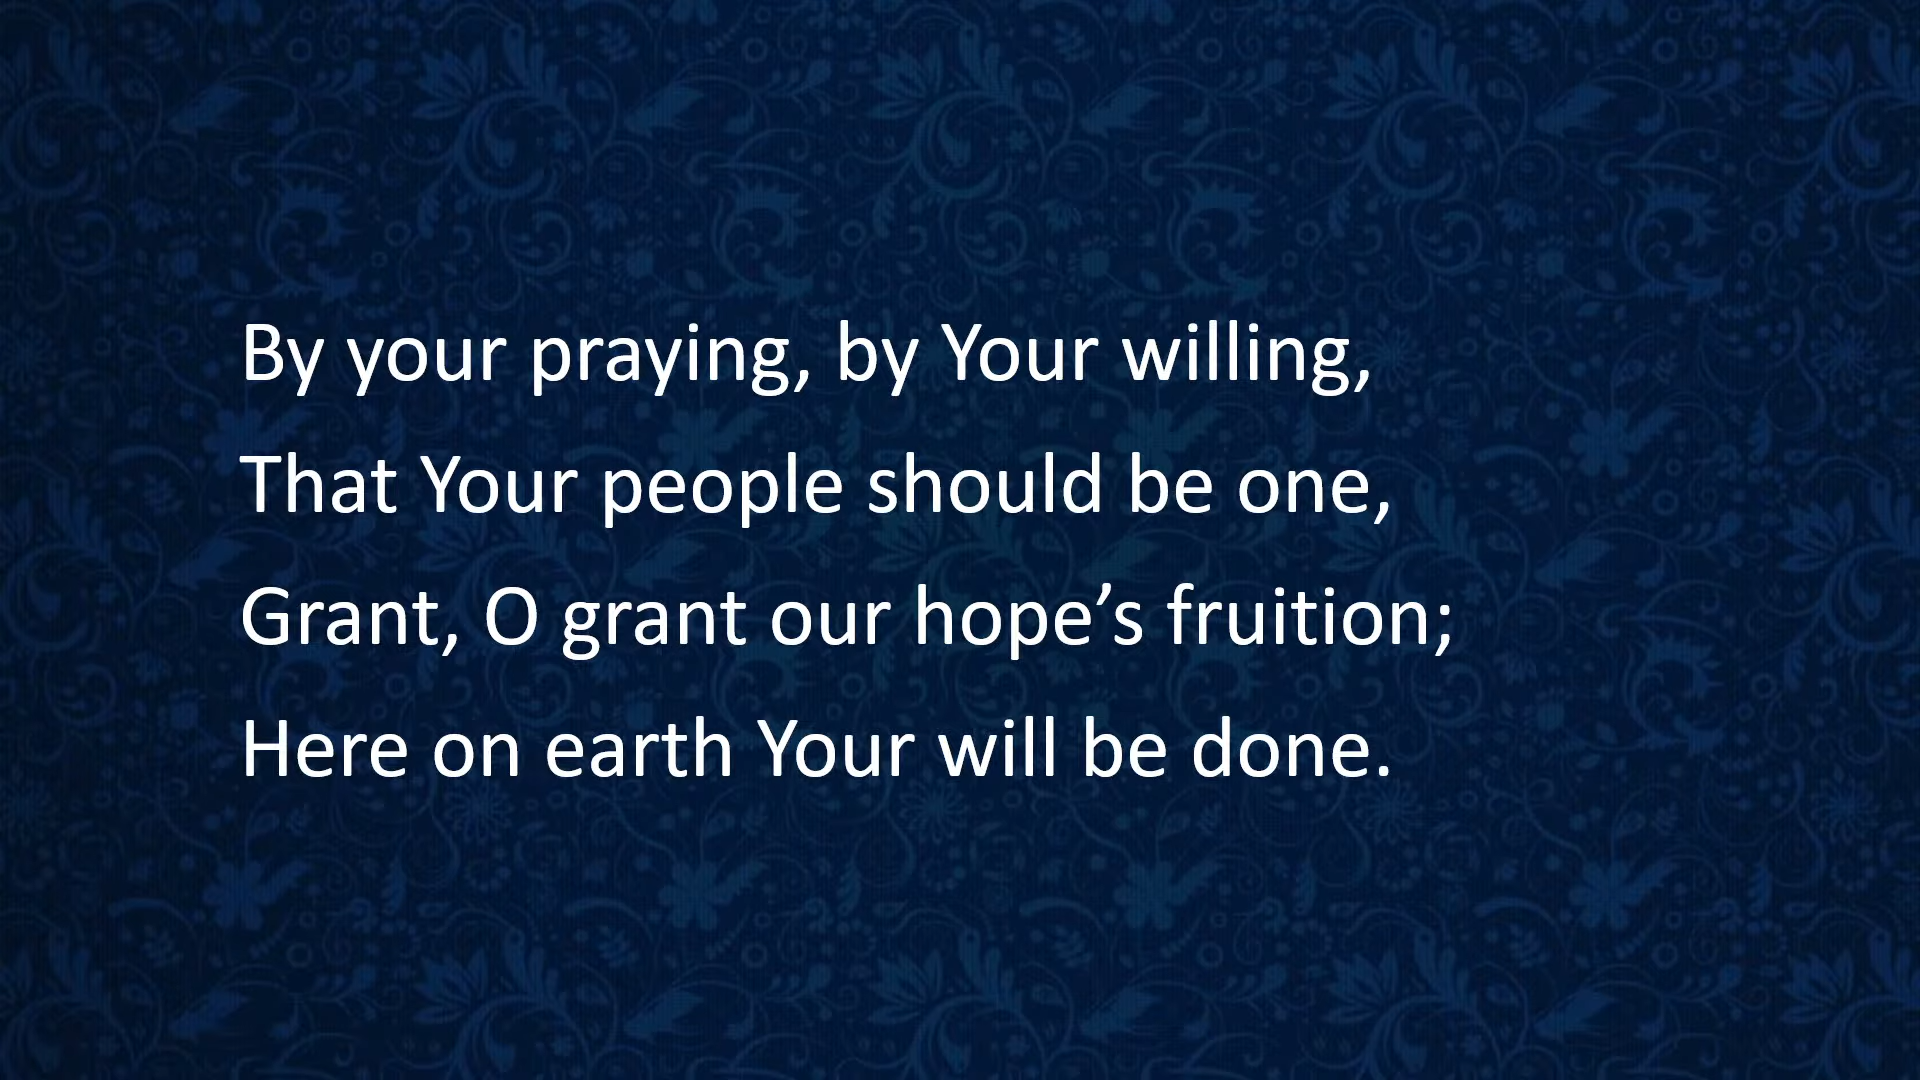 By your praying, by Your willing,
That Your people should be one,
Grant, O grant our hope’s fruition;
Here on earth Your will be done.